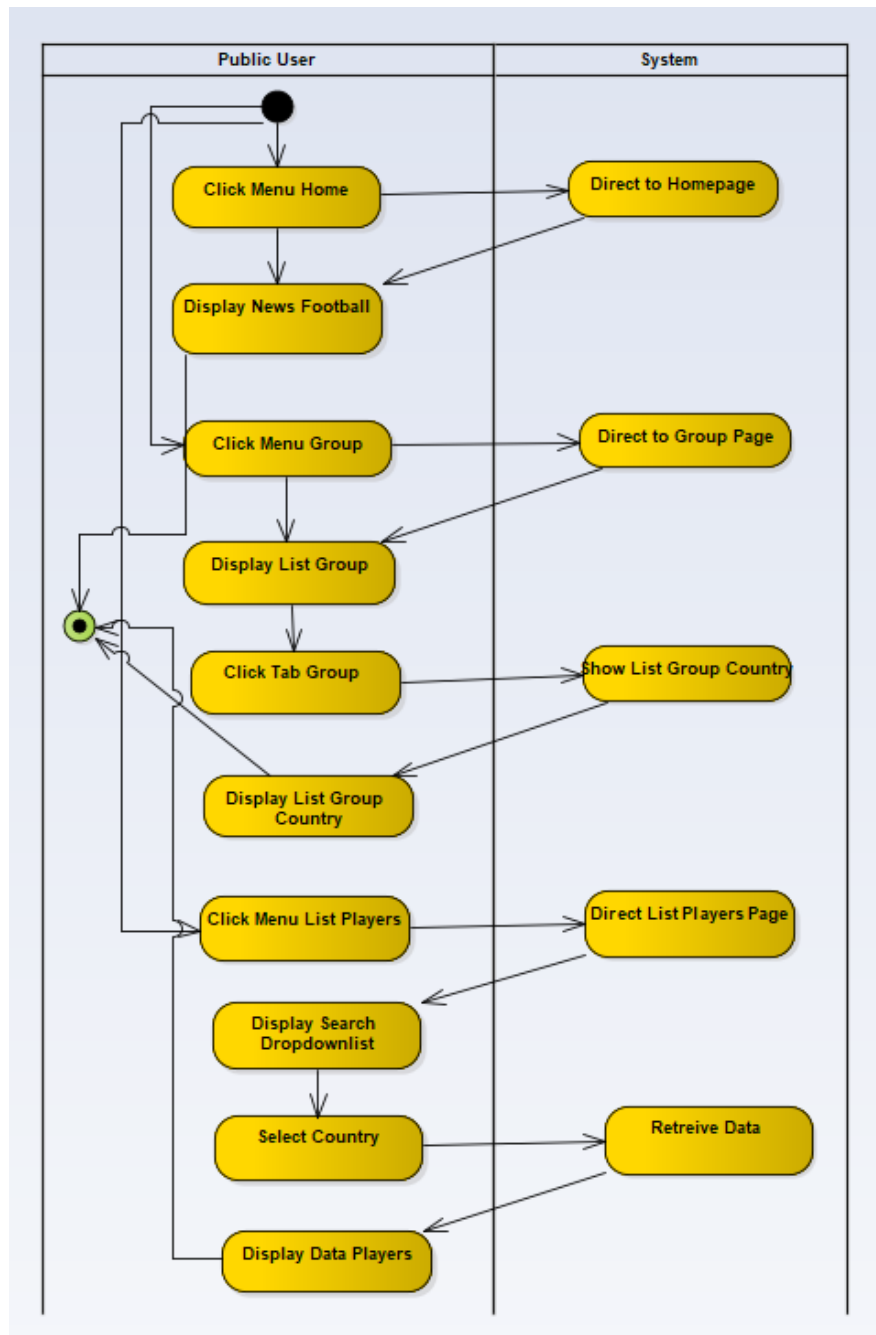 Public User
System
Click Menu Home
Direct to Homepage
Display News Football
Click Menu Group
Direct to Group Page
Display List Group
Click Tab Group
Show List Group Country
Display List Group
Country
Click Menu List Players
Direct List Players Page
Display Search
Dropdownlist
Select Country
Retreive Data
Display Data Players